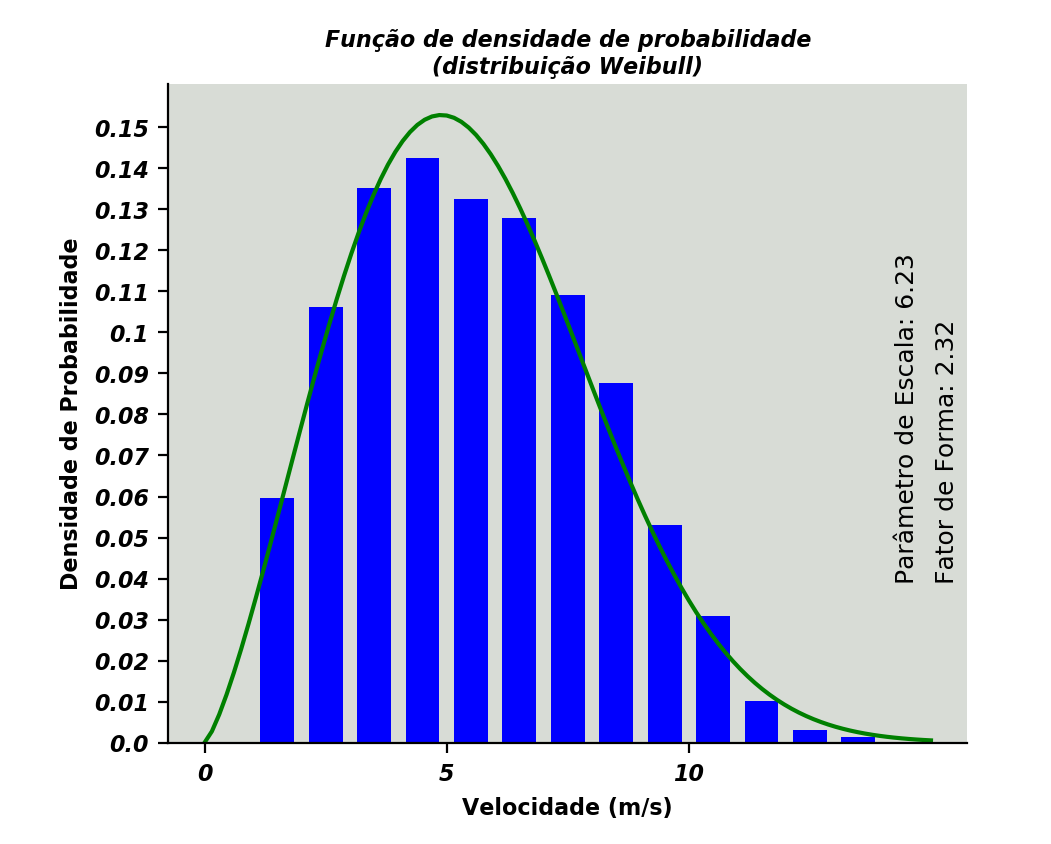 Função de densidade de probabilidade
(distribuição Weibull)
Densidade de Probabilidade
0.15
0.14
0.13
0.12
0.11
0.1
0.09
0.08
0.07
0.06
0.05
0.04
0.03
0.02
0.01
0.0
Parâmetro de Escala: 6.23
Fator de Forma: 2.32
0 5 10
Velocidade (m/s)